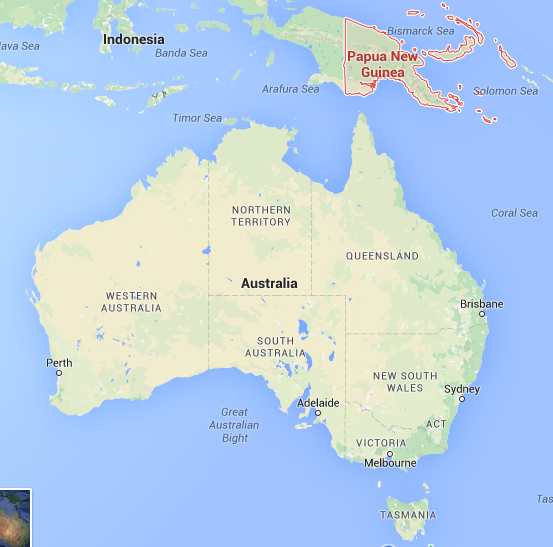 Bismarck Sea
Indonesia
Java Sea
Banda Sea
Papua New
Guinea
Arafura Sea
Solomon Sea
Timor Sea
Coral Sea
NORTHERN
TERRITORY
QUEENSLAND
Australia
WESTERN
AUSTRALIA
Brisbane
SOUTH
AUSTRALIA
Perth
NEW SOUTH
WALES
Sydney
Adelaide
Great
Australian
Bight
ACT
VICTORIA
Melbourne
Tas
TASMANIA